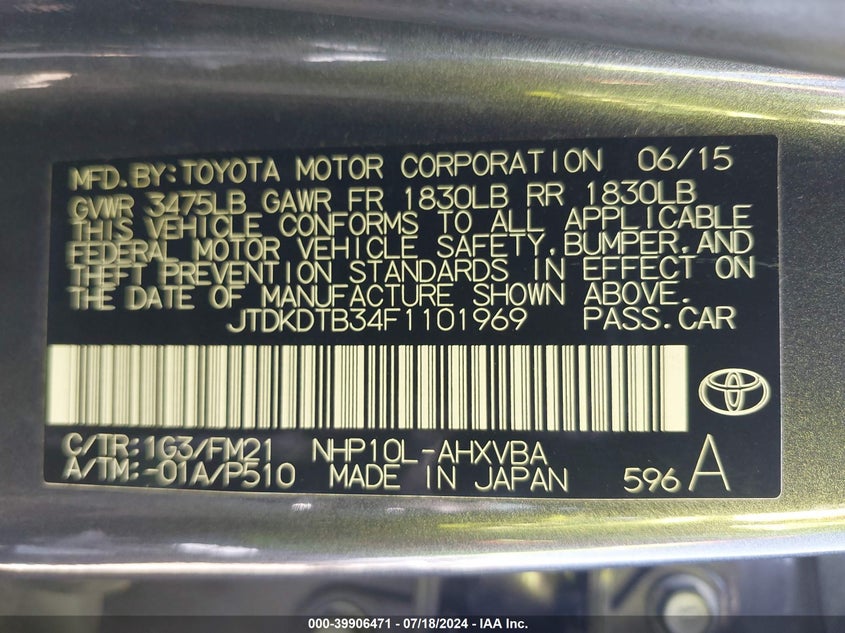 MFD.BY:TOYOTA MOTOR CORPORATION 06/15
GVWR 3475LB GAWR FR 1830LB RR 1830LB
THIS VEHICLE CONFORMS TO ALL APPLICABLE
FEDERAL MOTOR VEHICLE SAFETY,BUMPER,AND
THEFT PREVENTION STANDARDS IN EFFECT ON
THE DATE OF MANUFACTURE SHOWN ABOVE.
JTDKDTB34F1101969 PASS.CAR
C/TR:1G3/FM21 NHP10L-AHXVBA
A/TM:-01A/P510 MADE IN JAPAN 596 A
000-39906471 - 07/18/2024 - IAA, Inc.